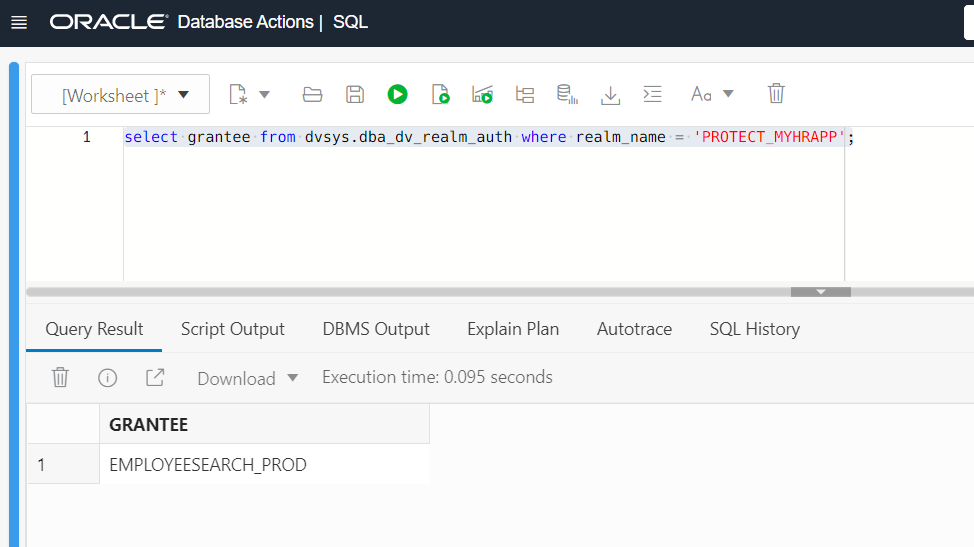 ORACLE Database Actions | SQL
[Worksheet ]*
Aa
1 select grantee from dvsys.dba_dv_realm_auth where realm_name = 'PROTECT_MYHRAPP';
Query Result Script Output DBMS Output Explain Plan Autotrace SQL History
Download Execution time: 0.095 seconds
GRANTEE
1 EMPLOYEESEARCH_PROD